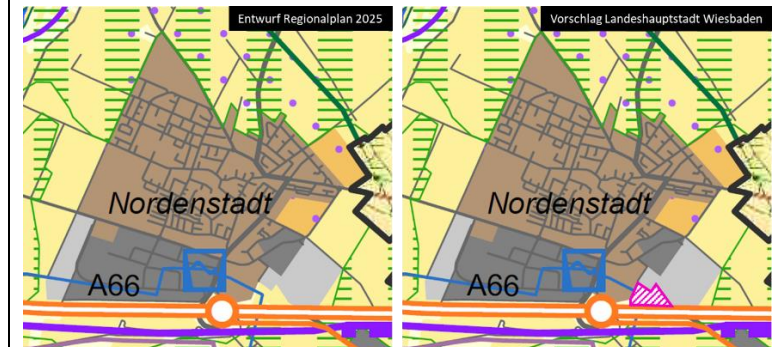 Entwurf Regionalplan 2025
Nordenstadt
A66
Vorschlag Landeshauptstadt Wiesbaden
Nordenstadt
A66